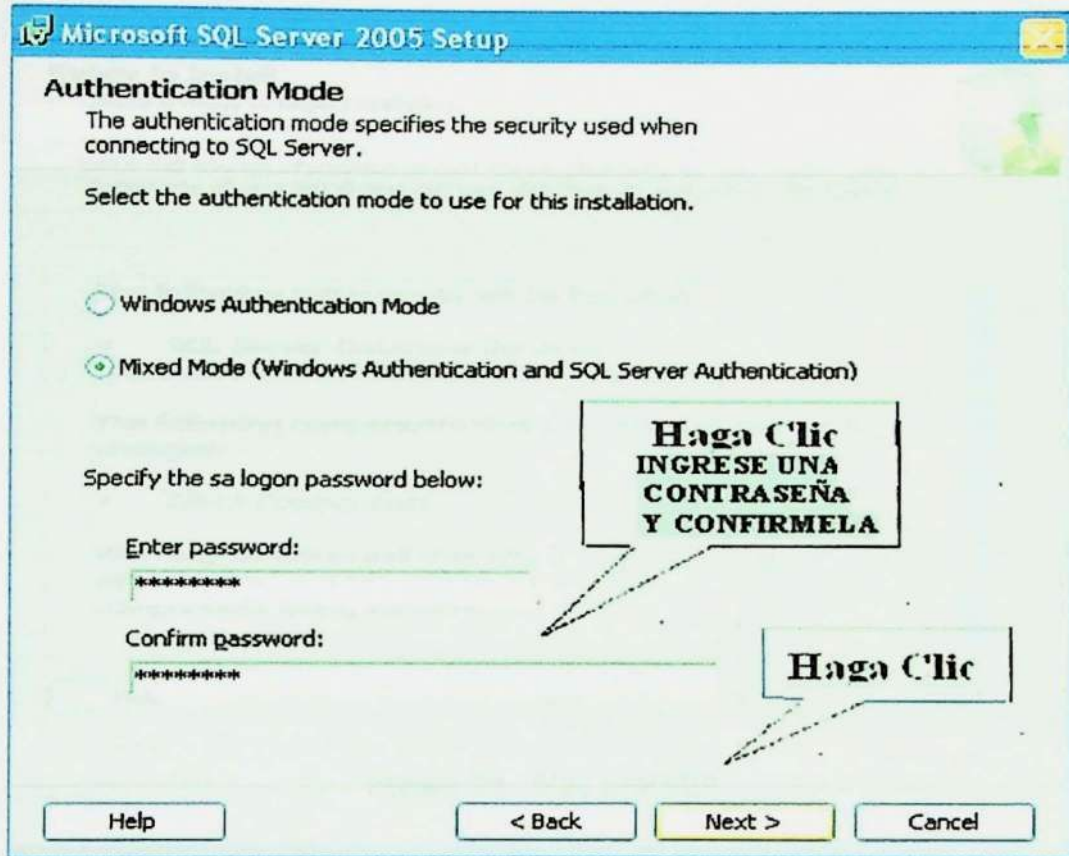 Microsoft SQL Server 2005 Setup
Authentication Mode
The authentication mode specifies the security used when
connecting to SQL Server.
Select the authentication mode to use for this installation.
Windows Authentication Mode
Mixed Mode (Windows Authentication and SQL Server Authentication)
Haga Clic
INGRESE UNA
CONTRASEÑA
Y CONFIRMELA
Specify the sa logon password below:
Enter password:
********
Confirm password:
********
Haga Clic
Help
< Back
Next >
Cancel